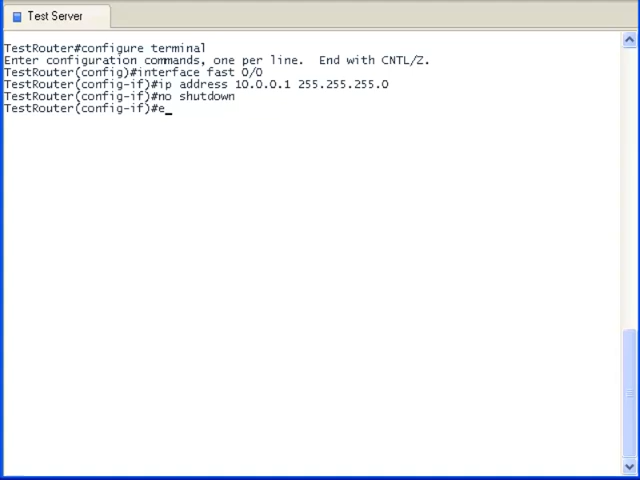 Test Server
TestRouter#configure terminal
Enter configuration commands, one per line.  End with CNTL/Z.
TestRouter(config)#interface fast 0/0
TestRouter(config-if)#ip address 10.0.0.1 255.255.255.0
TestRouter(config-if)#no shutdown
TestRouter(config-if)#e_